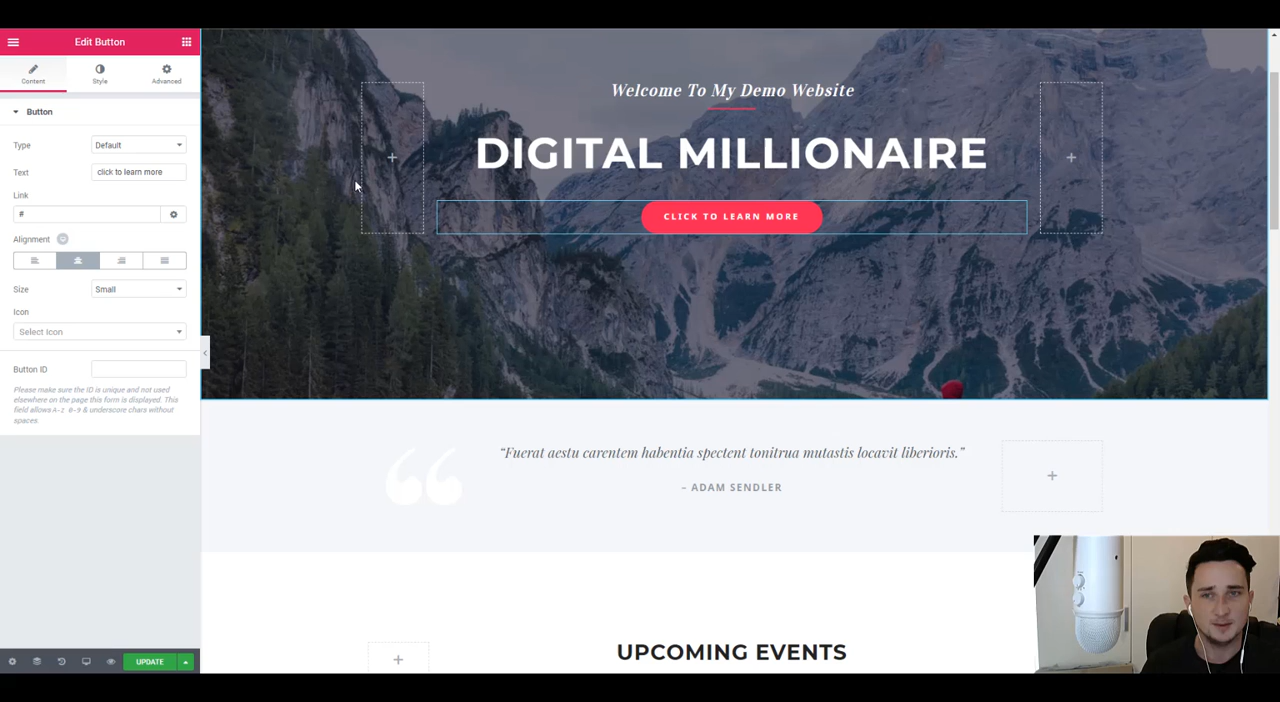 Edit Button
Content
Style
Advanced
Button
Type
Default
Text
click to learn more
Link
#
Alignment
Size
Small
Icon
Select Icon
Button ID
Please make sure the ID is unique and not used
elsewhere on the page this form is displayed. This
field allows A-z 0-9 & underscore chars without
spaces.
UPDATE
Welcome To My Demo Website
DIGITAL MILLIONAIRE
CLICK TO LEARN MORE
“Fuerat aestu carentem habentia spectent tonitrua mutastis locavit liberioris.”
– ADAM SENDLER
UPCOMING EVENTS